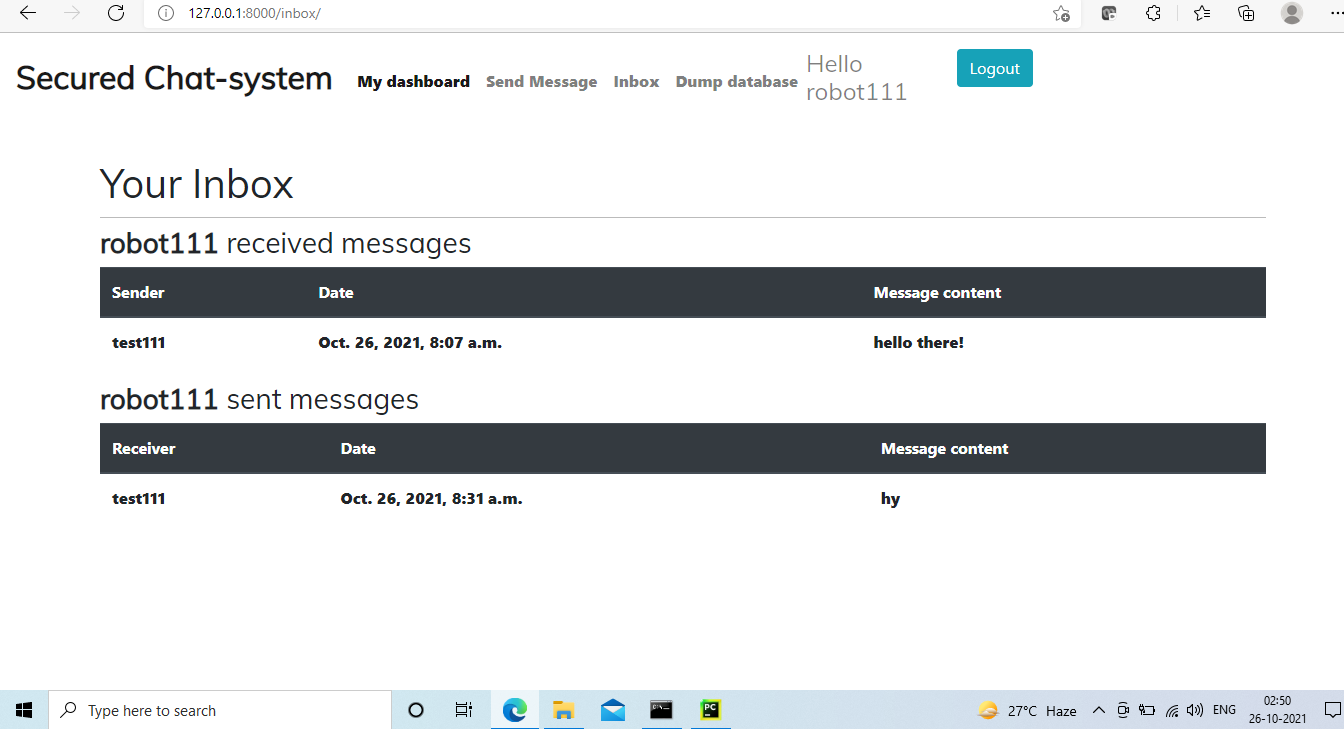 127.0.0.1:8000/inbox/
Secured Chat-system My dashboard Send Message Inbox Dump database Hello robot111 Logout
Your Inbox
robot111 received messages
Sender Date Message content
test111 Oct. 26, 2021, 8:07 a.m. hello there!
robot111 sent messages
Receiver Date Message content
test111 Oct. 26, 2021, 8:31 a.m. hy
Type here to search
PC
27°C Haze
ENG
02:50
26-10-2021